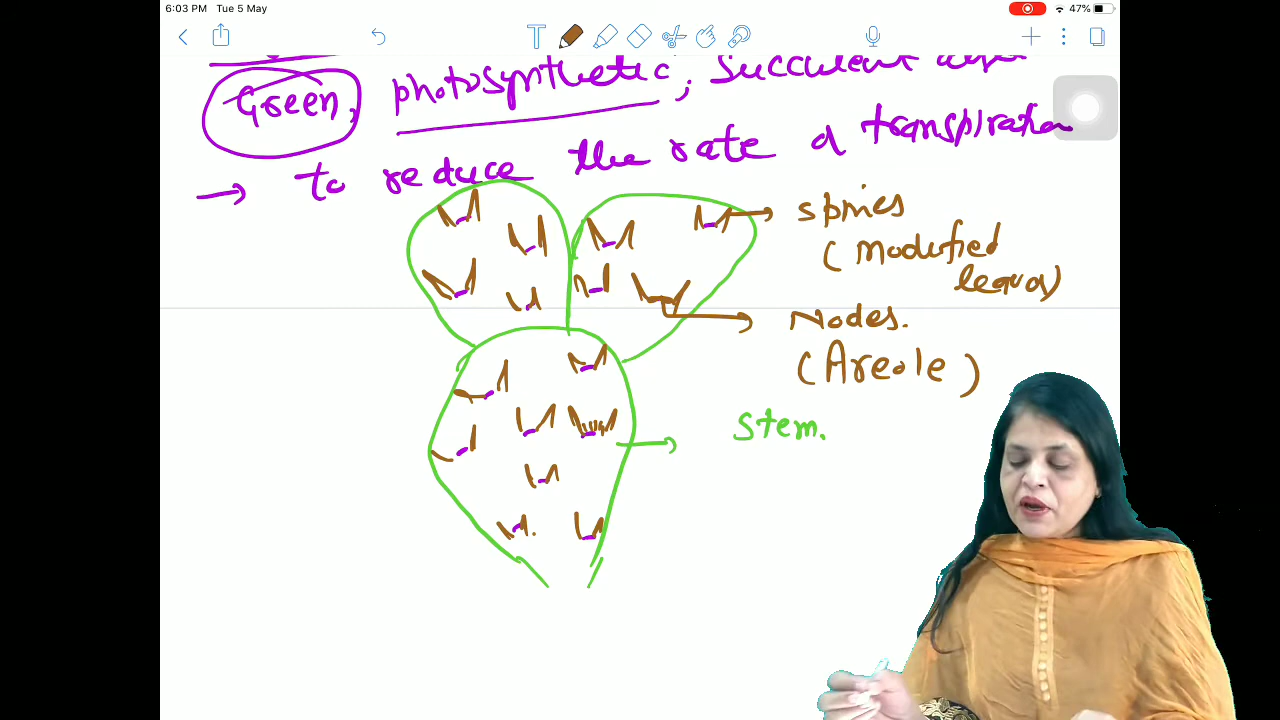 6:03 PM Tue 5 May
47%
T
Green, photosynthetic, Succulent
→ to reduce the rate of transpiration
spines
(Modified
leaves)
Nodes.
(Areole)
Stem.